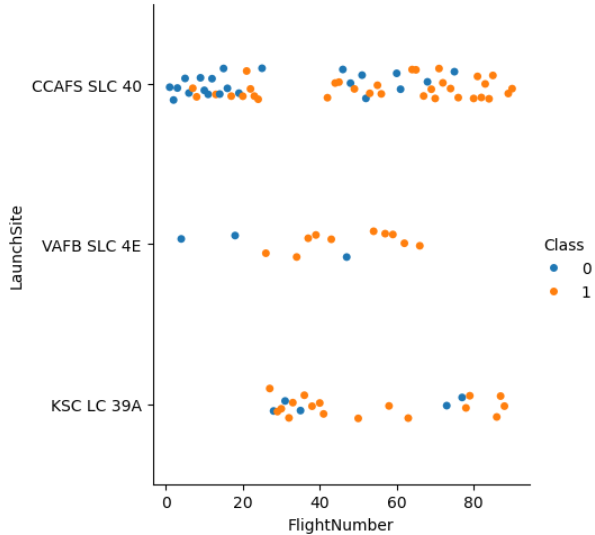 CCAFS SLC 40
VAFB SLC 4E
KSC LC 39A
LaunchSite
0 20 40 60 80
FlightNumber
Class
0
1